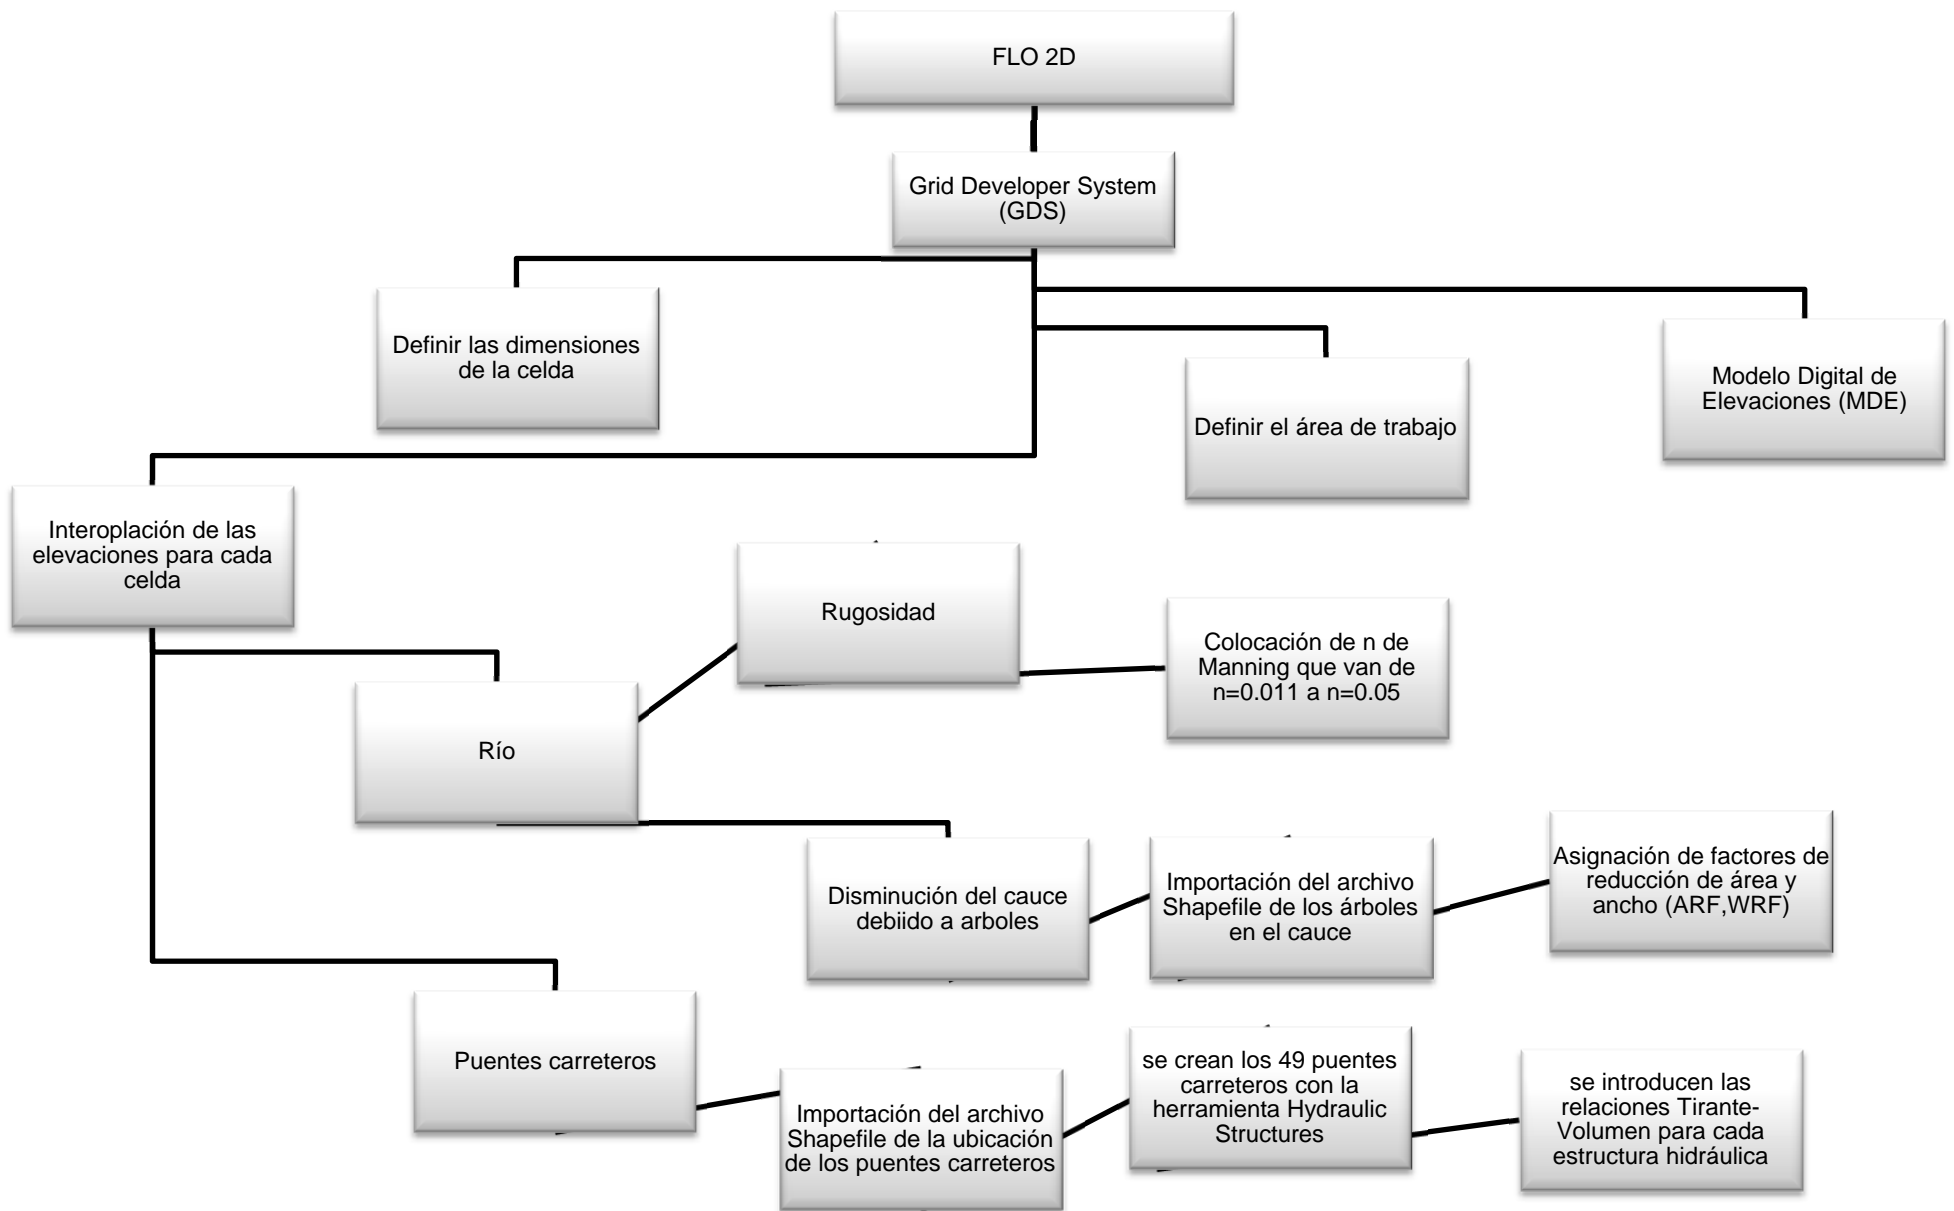 FLO 2D
Grid Developer System
(GDS)
Definir las dimensiones
de la celda
Definir el área de trabajo
Modelo Digital de
Elevaciones (MDE)
Interoplación de las
elevaciones para cada
celda
Rugosidad
Colocación de n de
Manning que van de
n=0.011 a n=0.05
Río
Disminución del cauce
debiido a arboles
Importación del archivo
Shapefile de los árboles
en el cauce
Asignación de factores de
reducción de área y
ancho (ARF,WRF)
Puentes carreteros
Importación del archivo
Shapefile de la ubicación
de los puentes carreteros
se crean los 49 puentes
carreteros con la
herramienta Hydraulic
Structures
se introducen las
relaciones Tirante-
Volumen para cada
estructura hidráulica